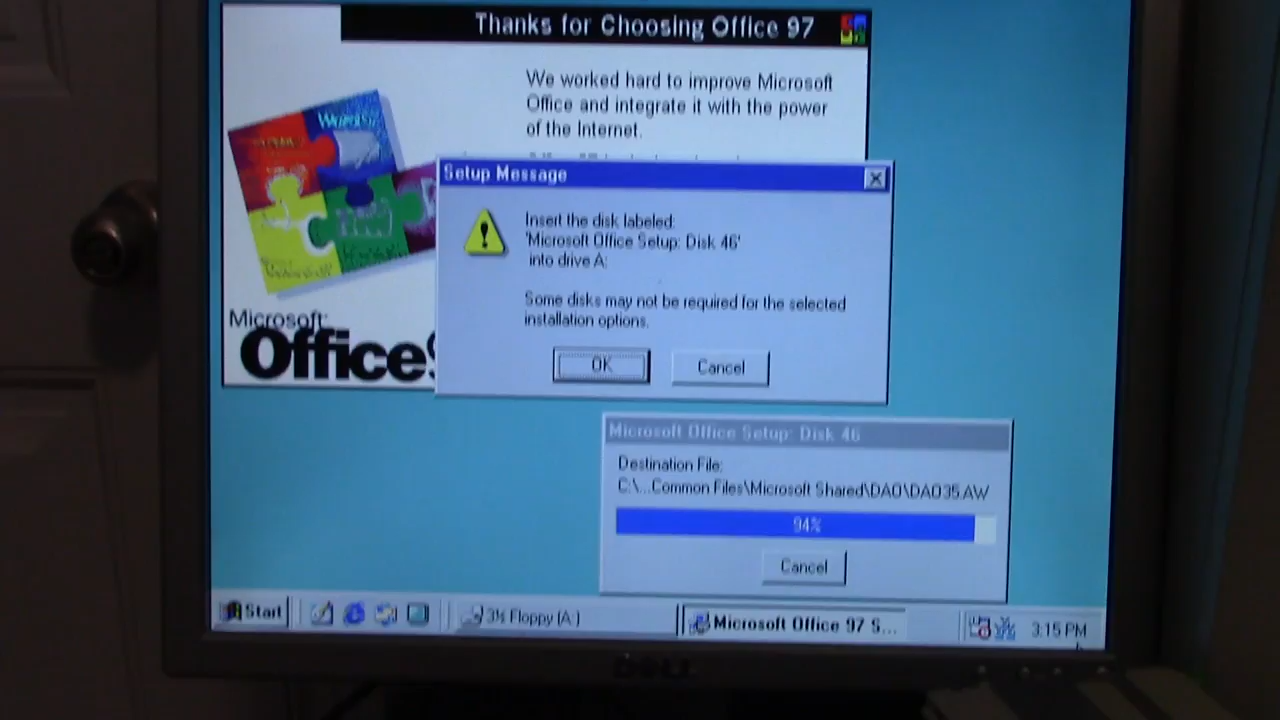 Thanks for Choosing Office 97
We worked hard to improve Microsoft
Office and integrate it with the power
of the Internet.
Microsoft
Office
Setup Message
Insert the disk labeled:
'Microsoft Office Setup: Disk 46'
into drive A:
Some disks may not be required for the selected
installation options.
OK
Cancel
Microsoft Office Setup: Disk 46
Destination File:
C:\...Common Files\Microsoft Shared\DAO\DAO35.AW
94%
Cancel
Start
3½ Floppy (A:)
Microsoft Office 97 S...
3:15 PM
DELL